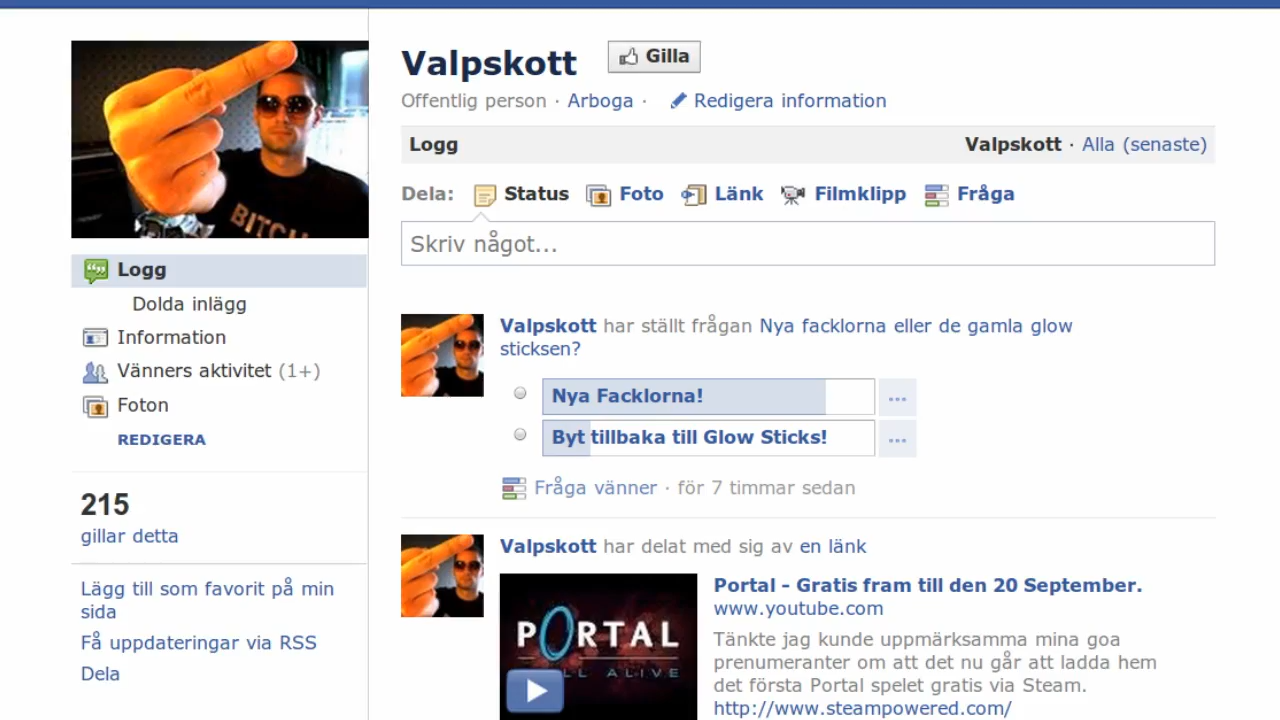 Valpskott
Gilla
Offentlig person · Arboga ·
Redigera information
Logg
Valpskott · Alla (senaste)
Dela:
Status
Foto
Länk
Filmklipp
Fråga
Skriv något...
BITCH
Logg
Dolda inlägg
Information
Vänners aktivitet (1+)
Foton
REDIGERA
215
gillar detta
Lägg till som favorit på min
sida
Få uppdateringar via RSS
Dela
Valpskott har ställt frågan Nya facklorna eller de gamla glow
sticksen?
Nya Facklorna!
...
Byt tillbaka till Glow Sticks!
...
Fråga vänner · för 7 timmar sedan
Valpskott har delat med sig av en länk
PORTAL
LL ALIVE
Portal - Gratis fram till den 20 September.
www.youtube.com
Tänkte jag kunde uppmärksamma mina goa
prenumeranter om att det nu går att ladda hem
det första Portal spelet gratis via Steam.
http://www.steampowered.com/